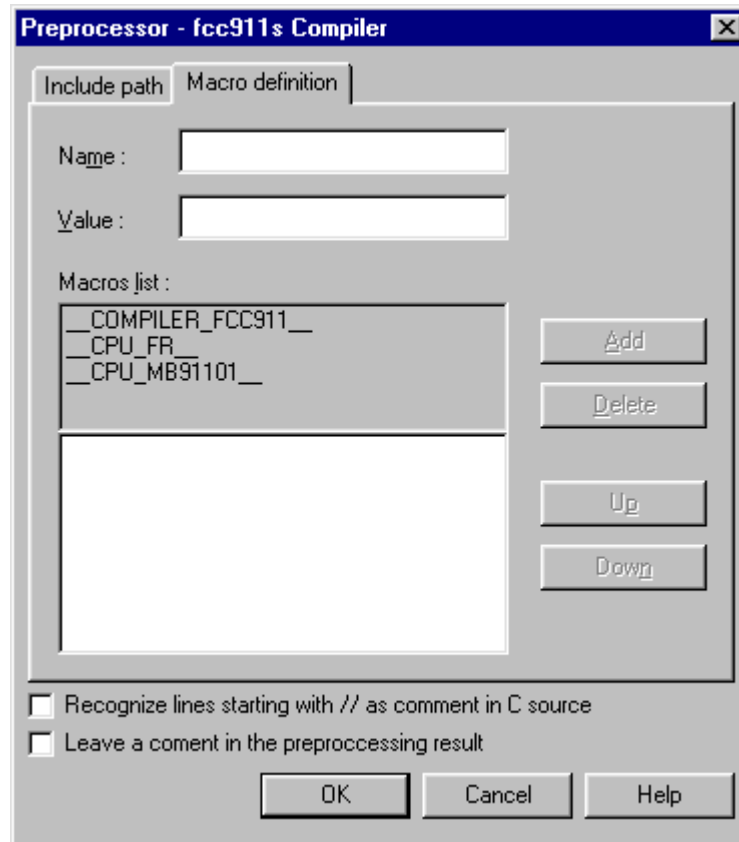 Preprocessor - fcc911s Compiler
Include path
Macro definition
Name :
Value :
Macros list :
__COMPILER_FCC911__
__CPU_FR__
__CPU_MB91101__
Add
Delete
Up
Down
Recognize lines starting with // as comment in C source
Leave a coment in the preproccessing result
OK
Cancel
Help